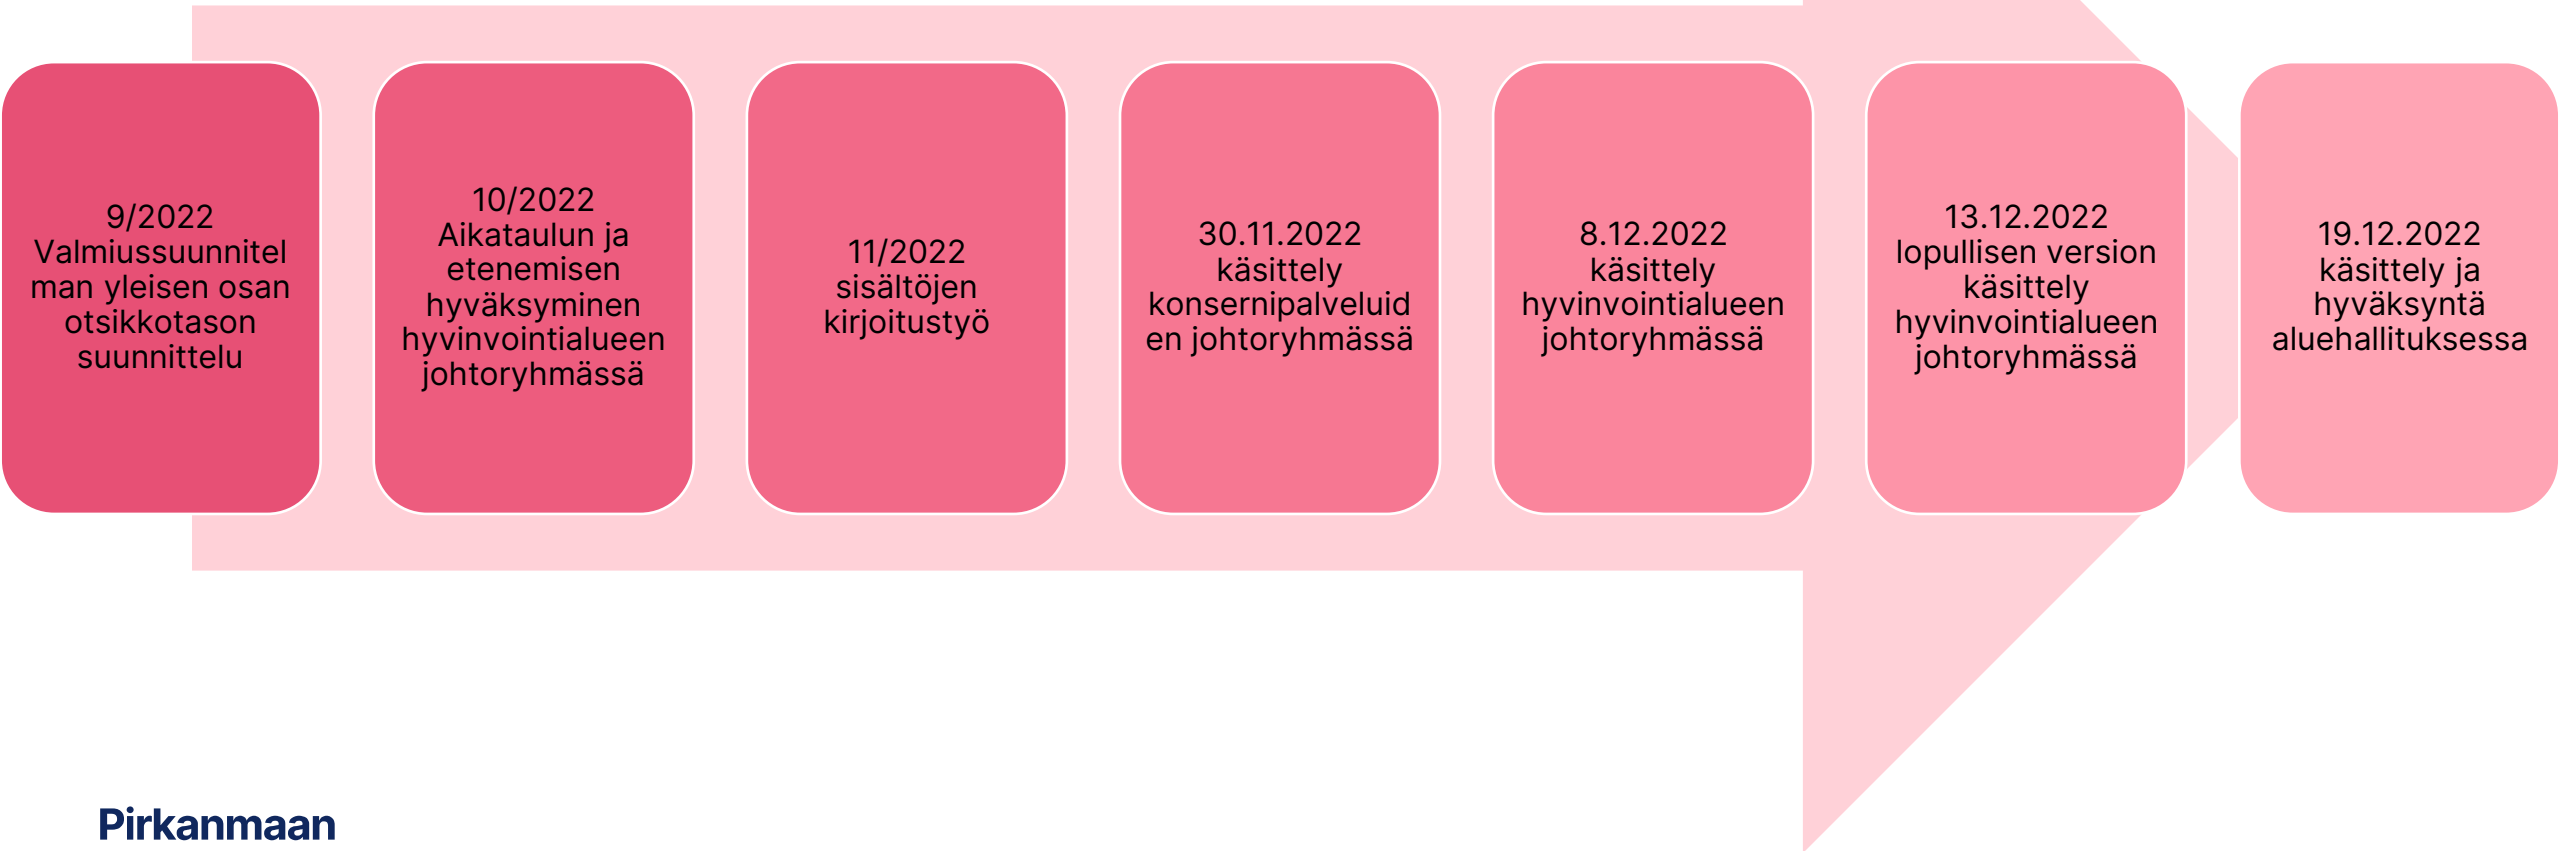 9/2022
Valmiussuunnitel
man yleisen osan
otsikkotason
suunnittelu
10/2022
Aikataulun ja
etenemisen
hyväksyminen
hyvinvointialueen
johtoryhmässä
11/2022
sisältöjen
kirjoitustyö
30.11.2022
käsittely
konsernipalveluid
en johtoryhmässä
8.12.2022
käsittely
hyvinvointialueen
johtoryhmässä
13.12.2022
lopullisen version
käsittely
hyvinvointialueen
johtoryhmässä
19.12.2022
käsittely ja
hyväksyntä
aluehallituksessa
Pirkanmaan